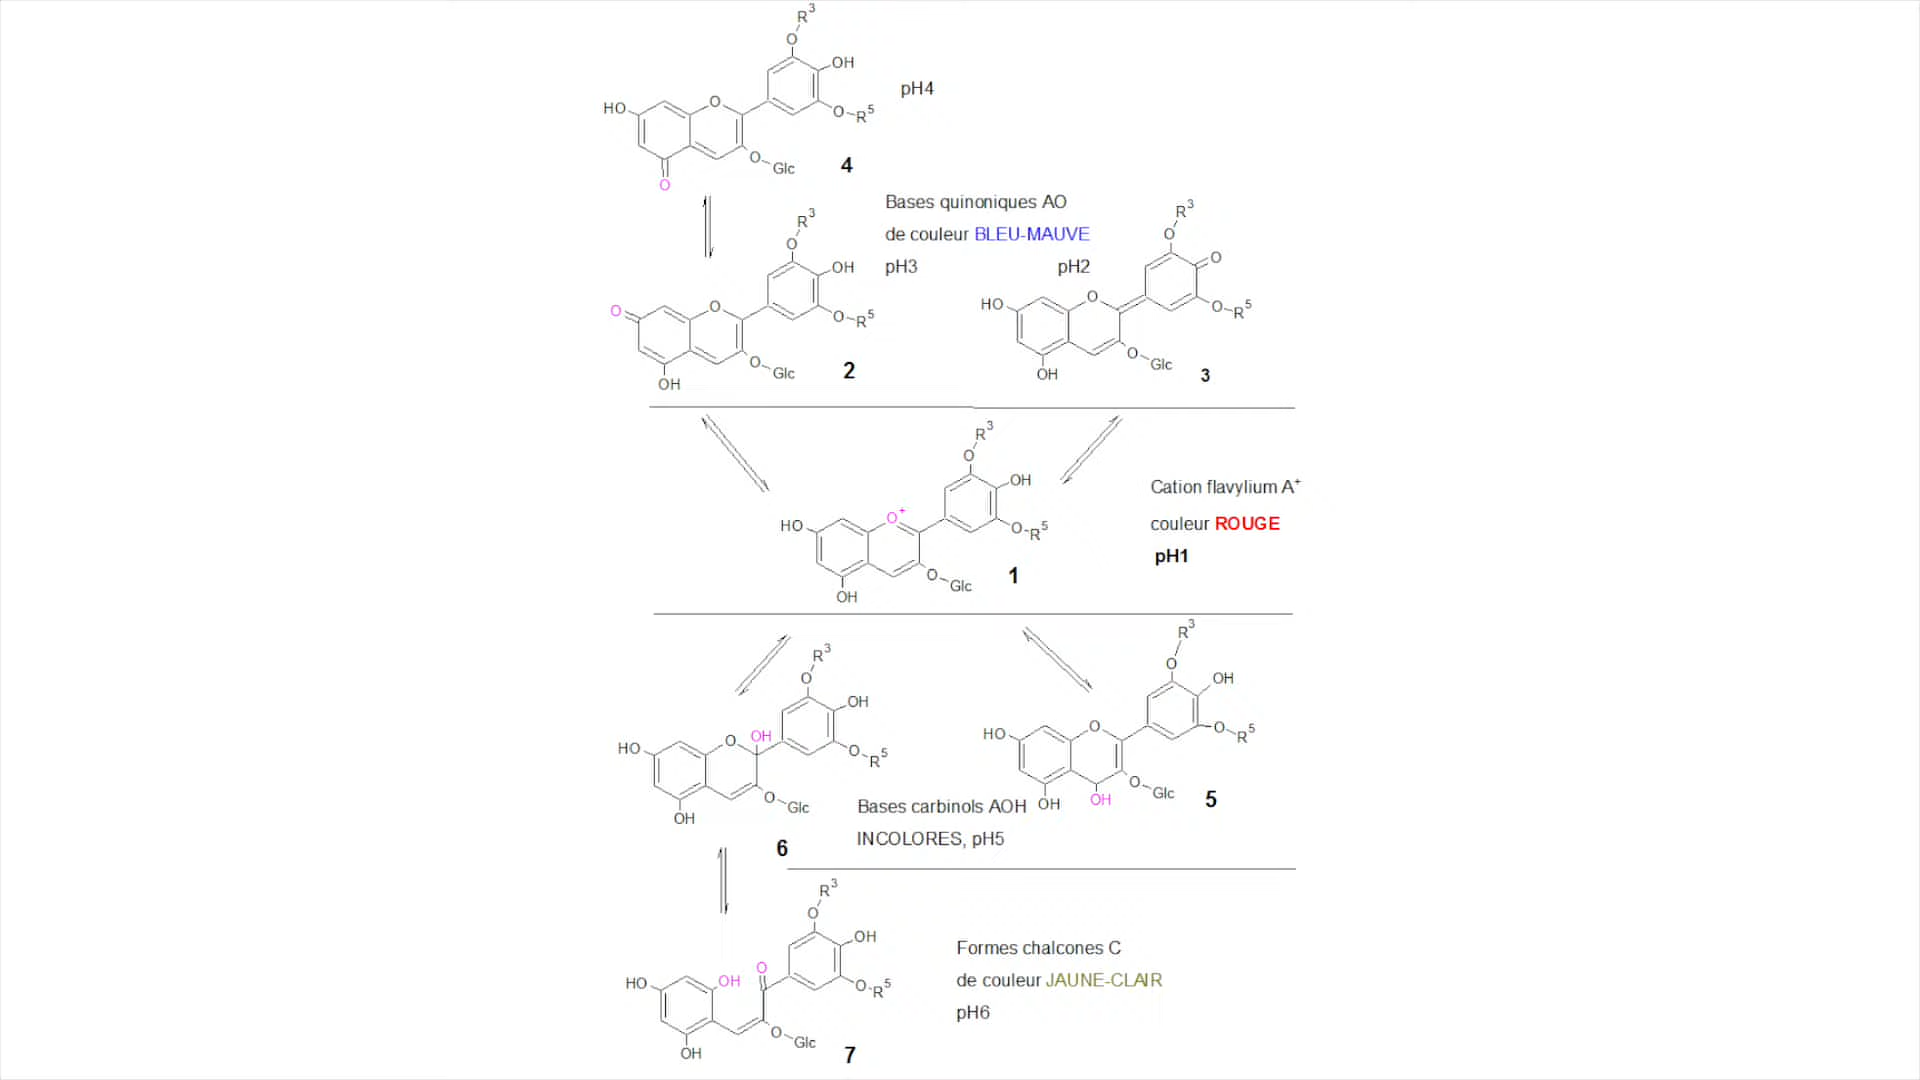 R3
O
OH
pH4
HO
O
O
R5
O
Glc
4
O
Bases quinoniques AO
de couleur BLEU-MAUVE
pH3
pH2
R3
O
OH
O
O
O
R5
O
Glc
OH
2
R3
O
O
HO
O
O
R5
O
Glc
OH
3
R3
O
OH
HO
O+
O
R5
O
Glc
OH
1
Cation flavylium A+
couleur ROUGE
pH1
R3
O
OH
HO
O
OH
O
R5
O
Glc
OH
6
Bases carbinols AOH
INCOLORES, pH5
R3
O
OH
HO
O
O
R5
O
Glc
OH
OH
5
R3
O
OH
HO
OH
O
O
R5
O
Glc
OH
7
Formes chalcones C
de couleur JAUNE-CLAIR
pH6